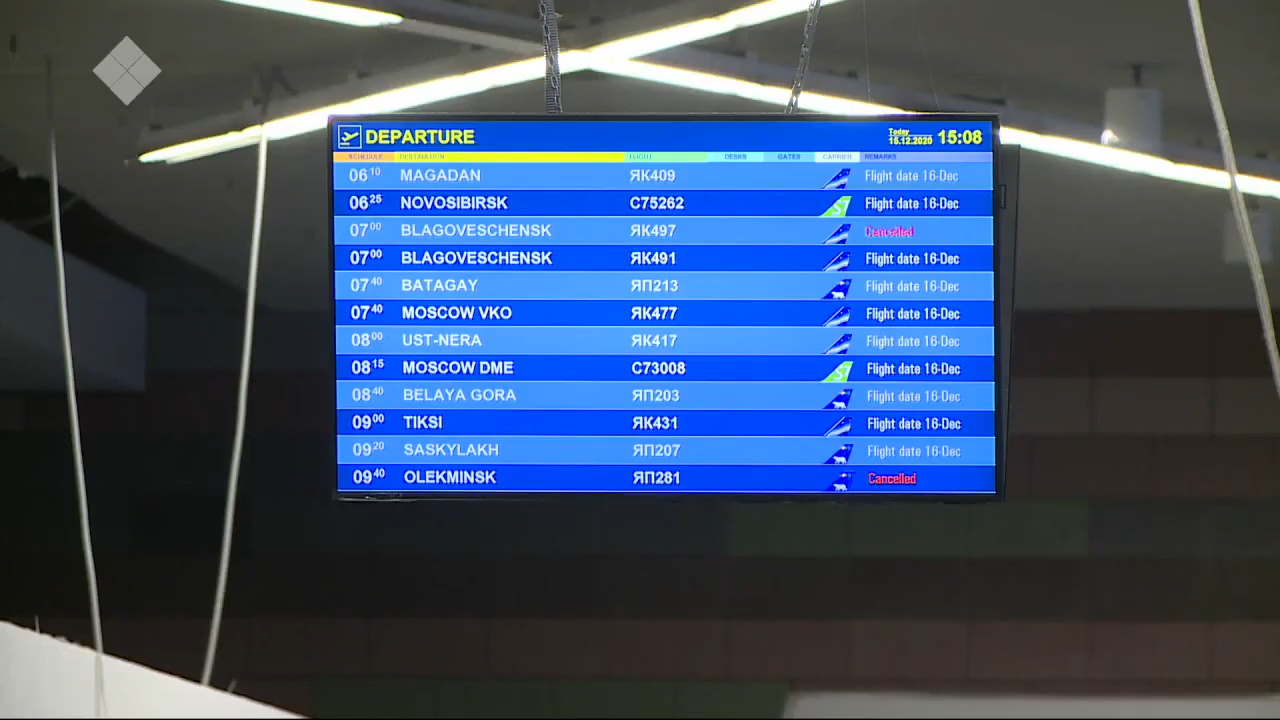 DEPARTURE Today 15.12.2020 15:08
SCHEDULE DESTINATION FLIGHT DESKS GATES CARRIER REMARKS
06 10 MAGADAN ЯК409 Flight date 16-Dec
06 25 NOVOSIBIRSK С75262 S7 Flight date 16-Dec
07 00 BLAGOVESCHENSK ЯК497 Cancelled
07 00 BLAGOVESCHENSK ЯК491 Flight date 16-Dec
07 40 BATAGAY ЯП213 Flight date 16-Dec
07 40 MOSCOW VKO ЯК477 Flight date 16-Dec
08 00 UST-NERA ЯК417 Flight date 16-Dec
08 15 MOSCOW DME С73008 S7 Flight date 16-Dec
08 40 BELAYA GORA ЯП203 Flight date 16-Dec
09 00 TIKSI ЯК431 Flight date 16-Dec
09 20 SASKYLAKH ЯП207 Flight date 16-Dec
09 40 OLEKMINSK ЯП281 Cancelled